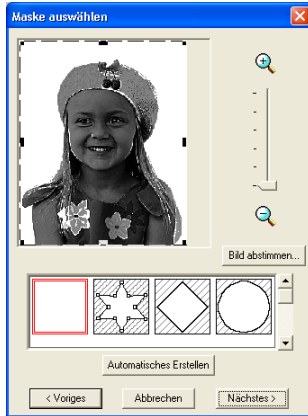 Maske auswählen
Bild abstimmen...
Automatisches Erstellen
< Voriges
Abbrechen
Nächstes >